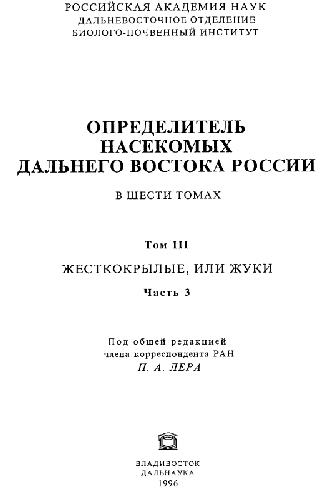 РОССИЙСКАЯ АКАДЕМИЯ НАУК
ДАЛЬНЕВОСТОЧНОЕ ОТДЕЛЕНИЕ
БИОЛОГО-ПОЧВЕННЫЙ ИНСТИТУТ
ОПРЕДЕЛИТЕЛЬ
НАСЕКОМЫХ
ДАЛЬНЕГО ВОСТОКА РОССИИ
В ШЕСТИ ТОМАХ
Том III
ЖЕСТКОКРЫЛЫЕ, ИЛИ ЖУКИ
Часть 3
Под общей редакцией
члена корреспондента РАН
П. А. ЛЕРА
ВЛАДИВОСТОК
ДАЛЬНАУКА
1996